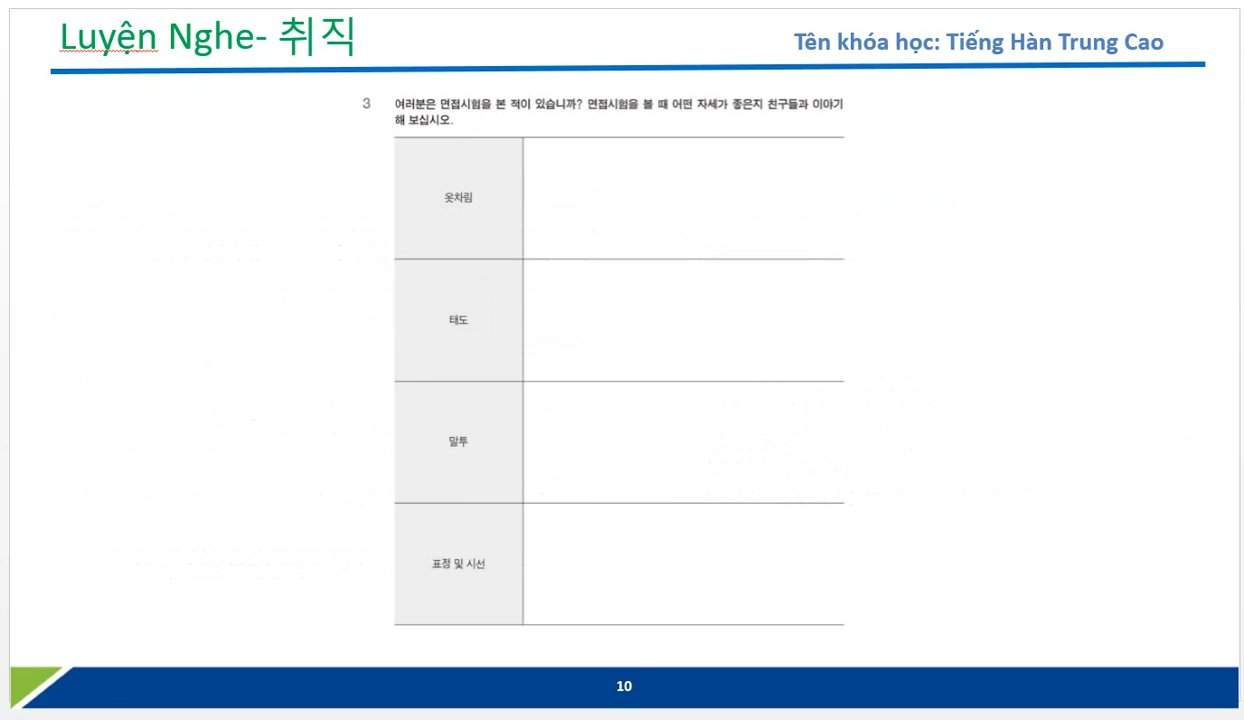 Luyện Nghe- 취직
Tên khóa học: Tiếng Hàn Trung Cao
3 여러분은 면접시험을 본 적이 있습니까? 면접시험을 볼 때 어떤 자세가 좋은지 친구들과 이야기
해 보십시오.
옷차림
태도
말투
표정 및 시선
10